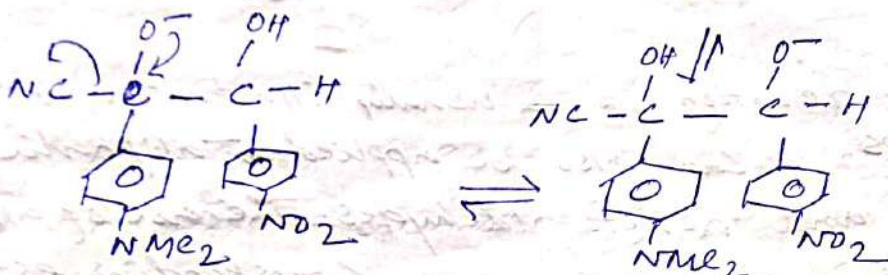 O⁻ OH
NC - C - C - H
NMe₂ NO₂
⇌
OH O⁻
NC - C - C - H
NMe₂ NO₂